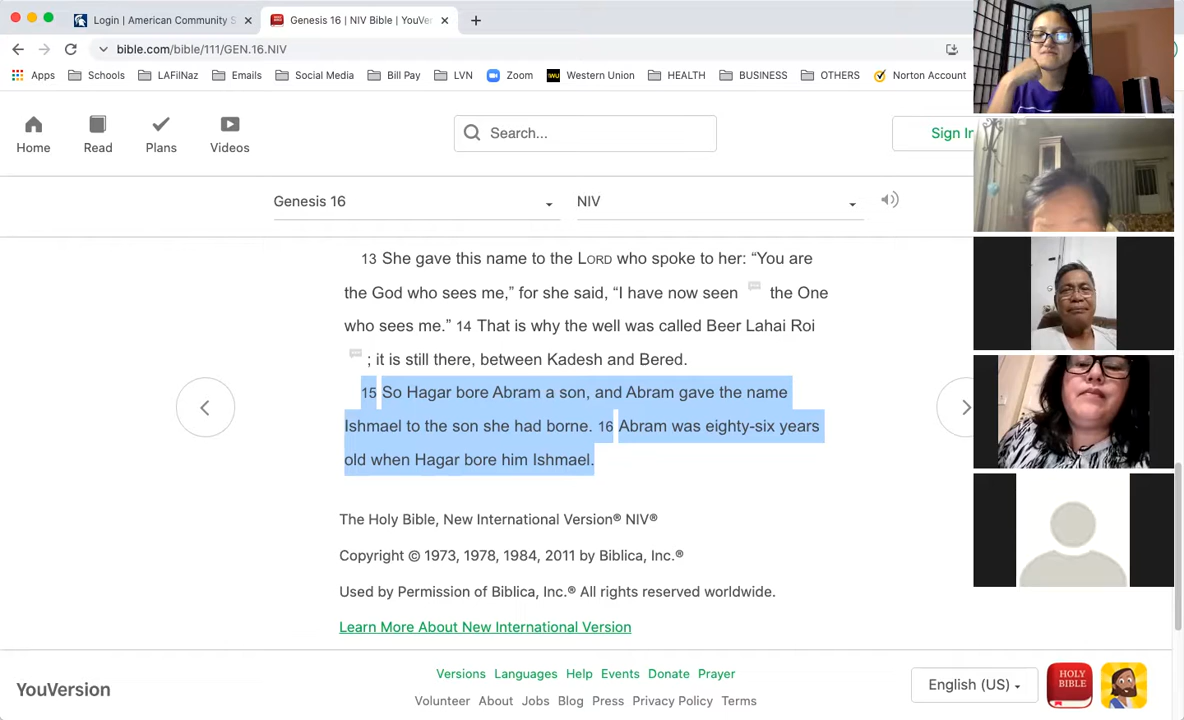 Login | American Community S
Genesis 16 | NIV Bible | YouVer
bible.com/bible/111/GEN.16.NIV
Apps Schools LAFilNaz Emails Social Media Bill Pay LVN Zoom WU Western Union HEALTH BUSINESS OTHERS Norton Account
Home Read Plans Videos
Search...
Sign In
Genesis 16 NIV
13 She gave this name to the LORD who spoke to her: “You are
the God who sees me,” for she said, “I have now seen the One
who sees me.” 14 That is why the well was called Beer Lahai Roi
; it is still there, between Kadesh and Bered.
15 So Hagar bore Abram a son, and Abram gave the name
Ishmael to the son she had borne. 16 Abram was eighty-six years
old when Hagar bore him Ishmael.
The Holy Bible, New International Version® NIV®
Copyright © 1973, 1978, 1984, 2011 by Biblica, Inc.®
Used by Permission of Biblica, Inc.® All rights reserved worldwide.
Learn More About New International Version
Versions Languages Help Events Donate Prayer
YouVersion
Volunteer About Jobs Blog Press Privacy Policy Terms
English (US)
HOLY
BIBLE